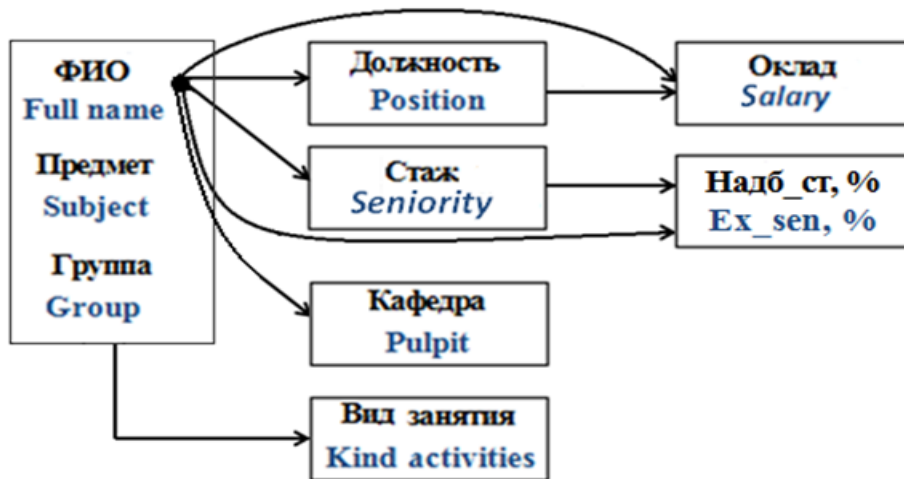 ФИО
Full name
Предмет
Subject
Группа
Group
Должность
Position
Оклад
Salary
Стаж
Seniority
Надб_ст, %
Ex_sen, %
Кафедра
Pulpit
Вид занятия
Kind activities